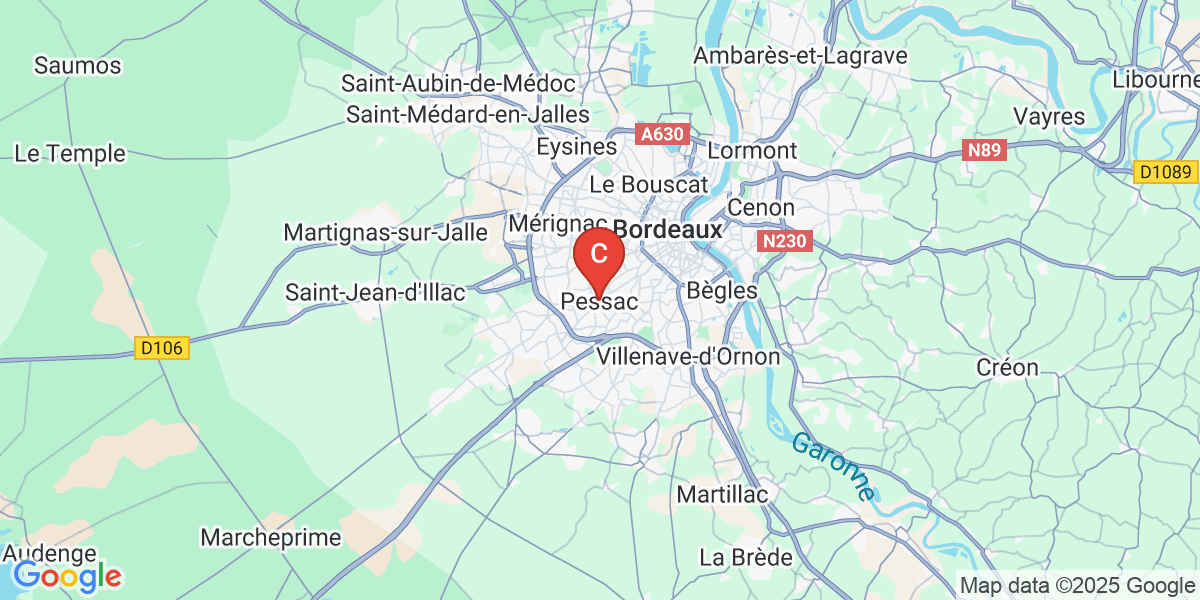 Ambarès-et-Lagrave
Saumos
Libourne
Saint-Aubin-de-Médoc
Saint-Médard-en-Jalles
Vayres
A630
Eysines
Lormont
N89
Le Temple
D1089
Le Bouscat
Cenon
Mérignac
Bordeaux
Martignas-sur-Jalle
N230
C
Saint-Jean-d'Illac
Bègles
Pessac
D106
Villenave-d'Ornon
Créon
Garonne
Martillac
Marcheprime
Audenge
La Brède
Google
Map data ©2025 Google